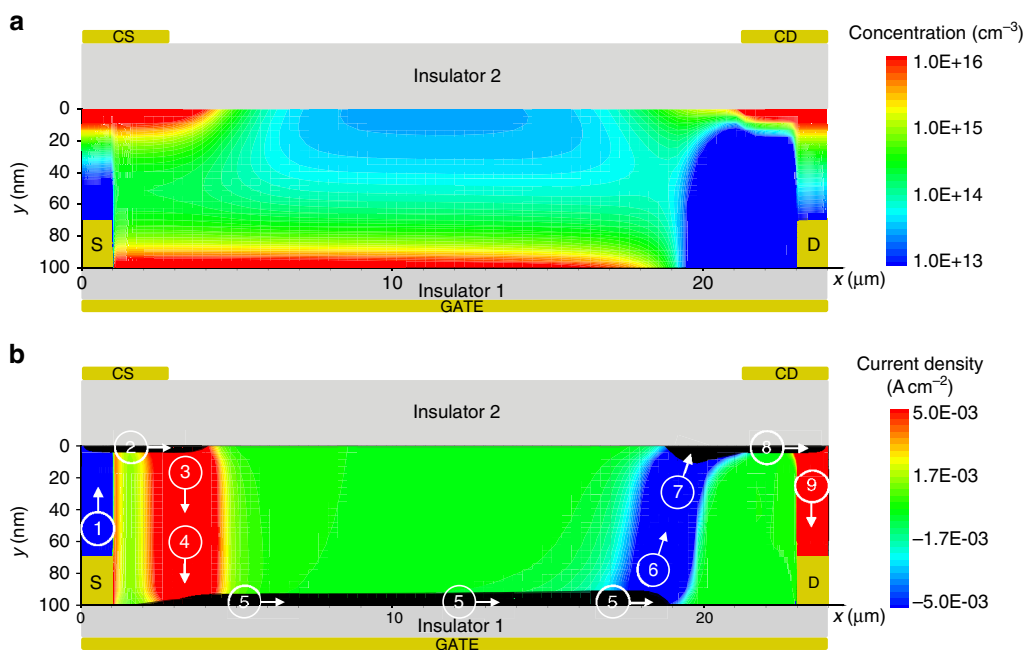 a
CS
CD
Concentration (cm⁻³)
Insulator 2
1.0E+16
1.0E+15
1.0E+14
1.0E+13
y (nm)
0
20
40
60
80
100
S
D
0
10
20
x (μm)
Insulator 1
GATE
b
CS
CD
Current density
(A cm⁻²)
Insulator 2
5.0E-03
1.7E-03
–1.7E-03
–5.0E-03
y (nm)
0
20
40
60
80
100
2
8
3
9
7
1
4
6
S
D
5
5
5
0
10
20
x (μm)
Insulator 1
GATE